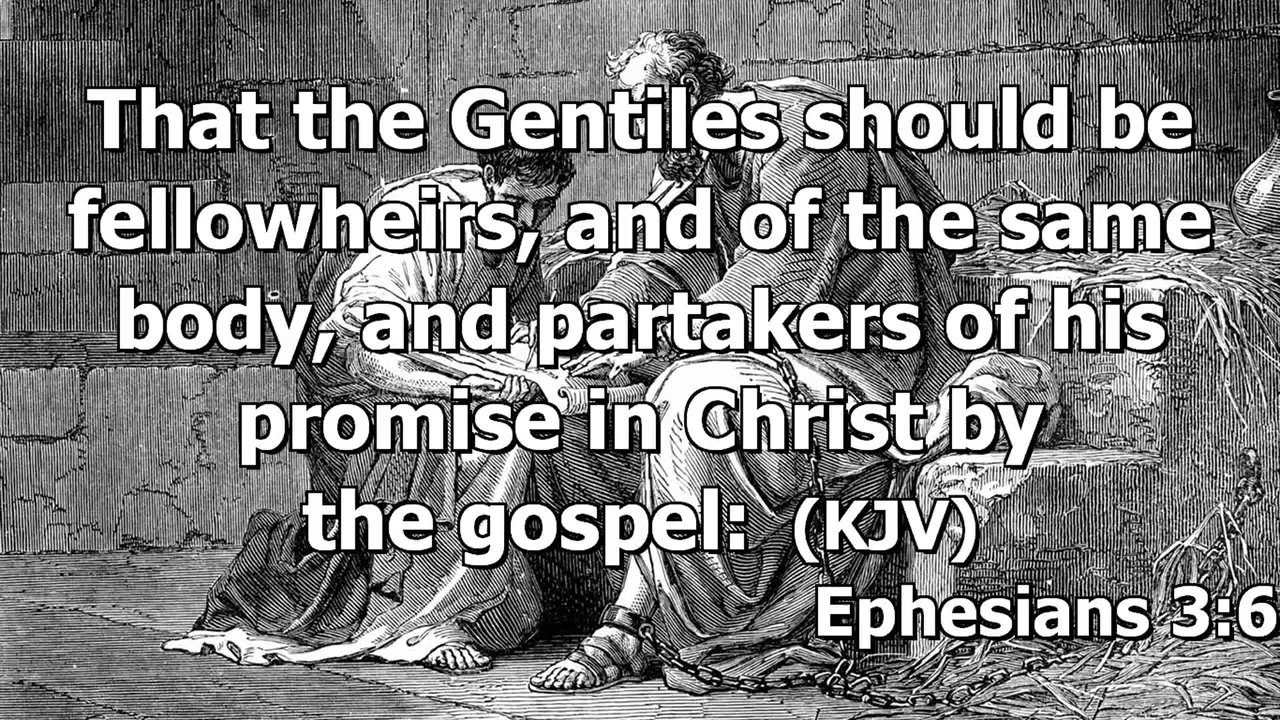 That the Gentiles should be
fellowheirs, and of the same
body, and partakers of his
promise in Christ by
the gospel: (KJV)
Ephesians 3:6